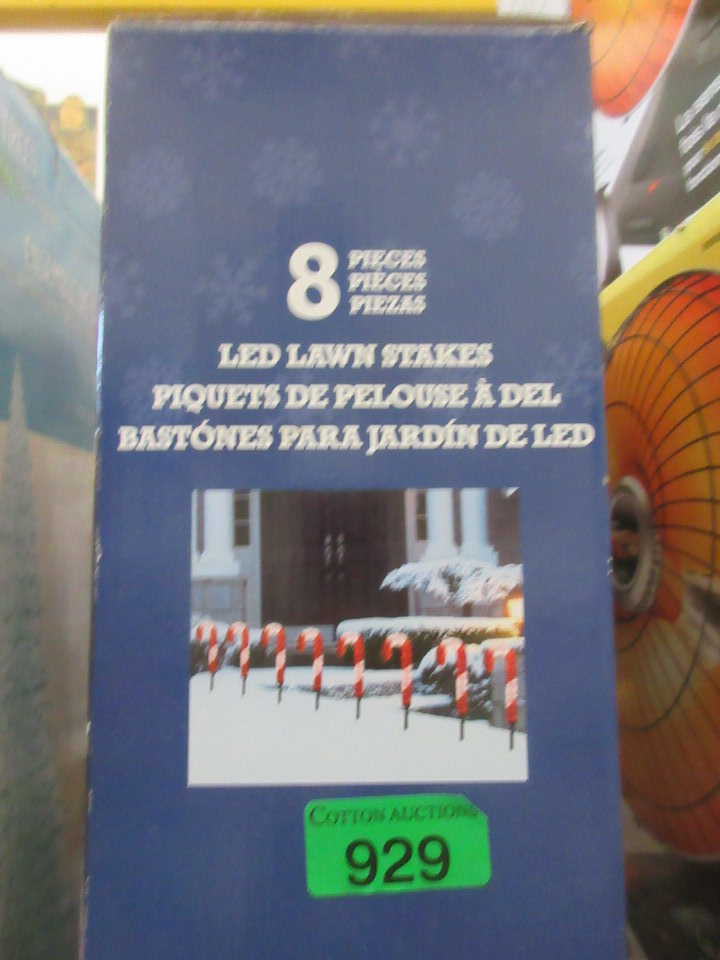 8 PIECES
PIÈCES
PIEZAS
LED LAWN STAKES
PIQUETS DE PELOUSE À DEL
BASTÓNES PARA JARDÍN DE LED
COTTON AUCTIONS
929